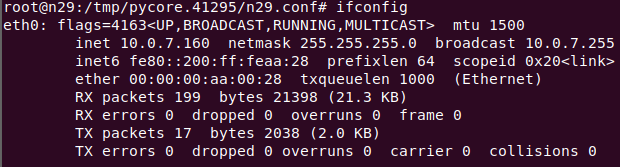 root@n29:/tmp/pycore.41295/n29.conf# ifconfig
eth0: flags=4163<UP,BROADCAST,RUNNING,MULTICAST>  mtu 1500
        inet 10.0.7.160  netmask 255.255.255.0  broadcast 10.0.7.255
        inet6 fe80::200:ff:feaa:28  prefixlen 64  scopeid 0x20<link>
        ether 00:00:00:aa:00:28  txqueuelen 1000  (Ethernet)
        RX packets 199  bytes 21398 (21.3 KB)
        RX errors 0  dropped 0  overruns 0  frame 0
        TX packets 17  bytes 2038 (2.0 KB)
        TX errors 0  dropped 0 overruns 0  carrier 0  collisions 0